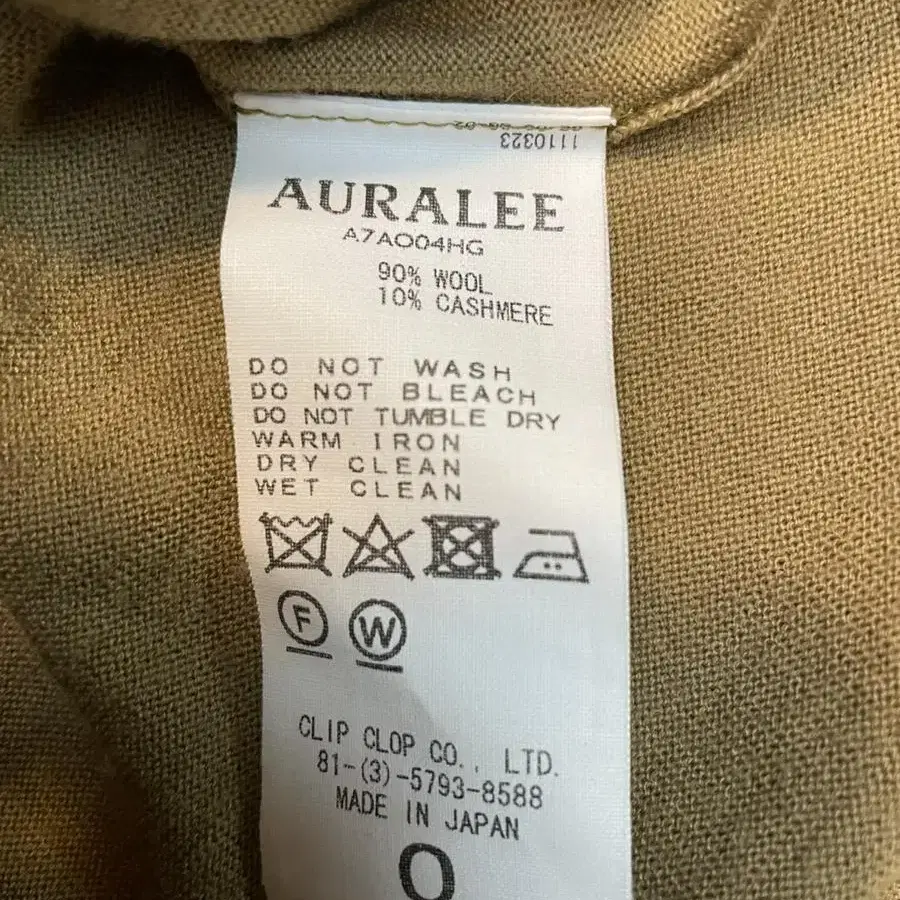 1110323
AURALEE
A7AO04HG
90% WOOL
10% CASHMERE
DO NOT WASH
DO NOT BLEACH
DO NOT TUMBLE DRY
WARM IRON
DRY CLEAN
WET CLEAN
F W
CLIP CLOP CO., LTD.
81-(3)-5793-8588
MADE IN JAPAN
0